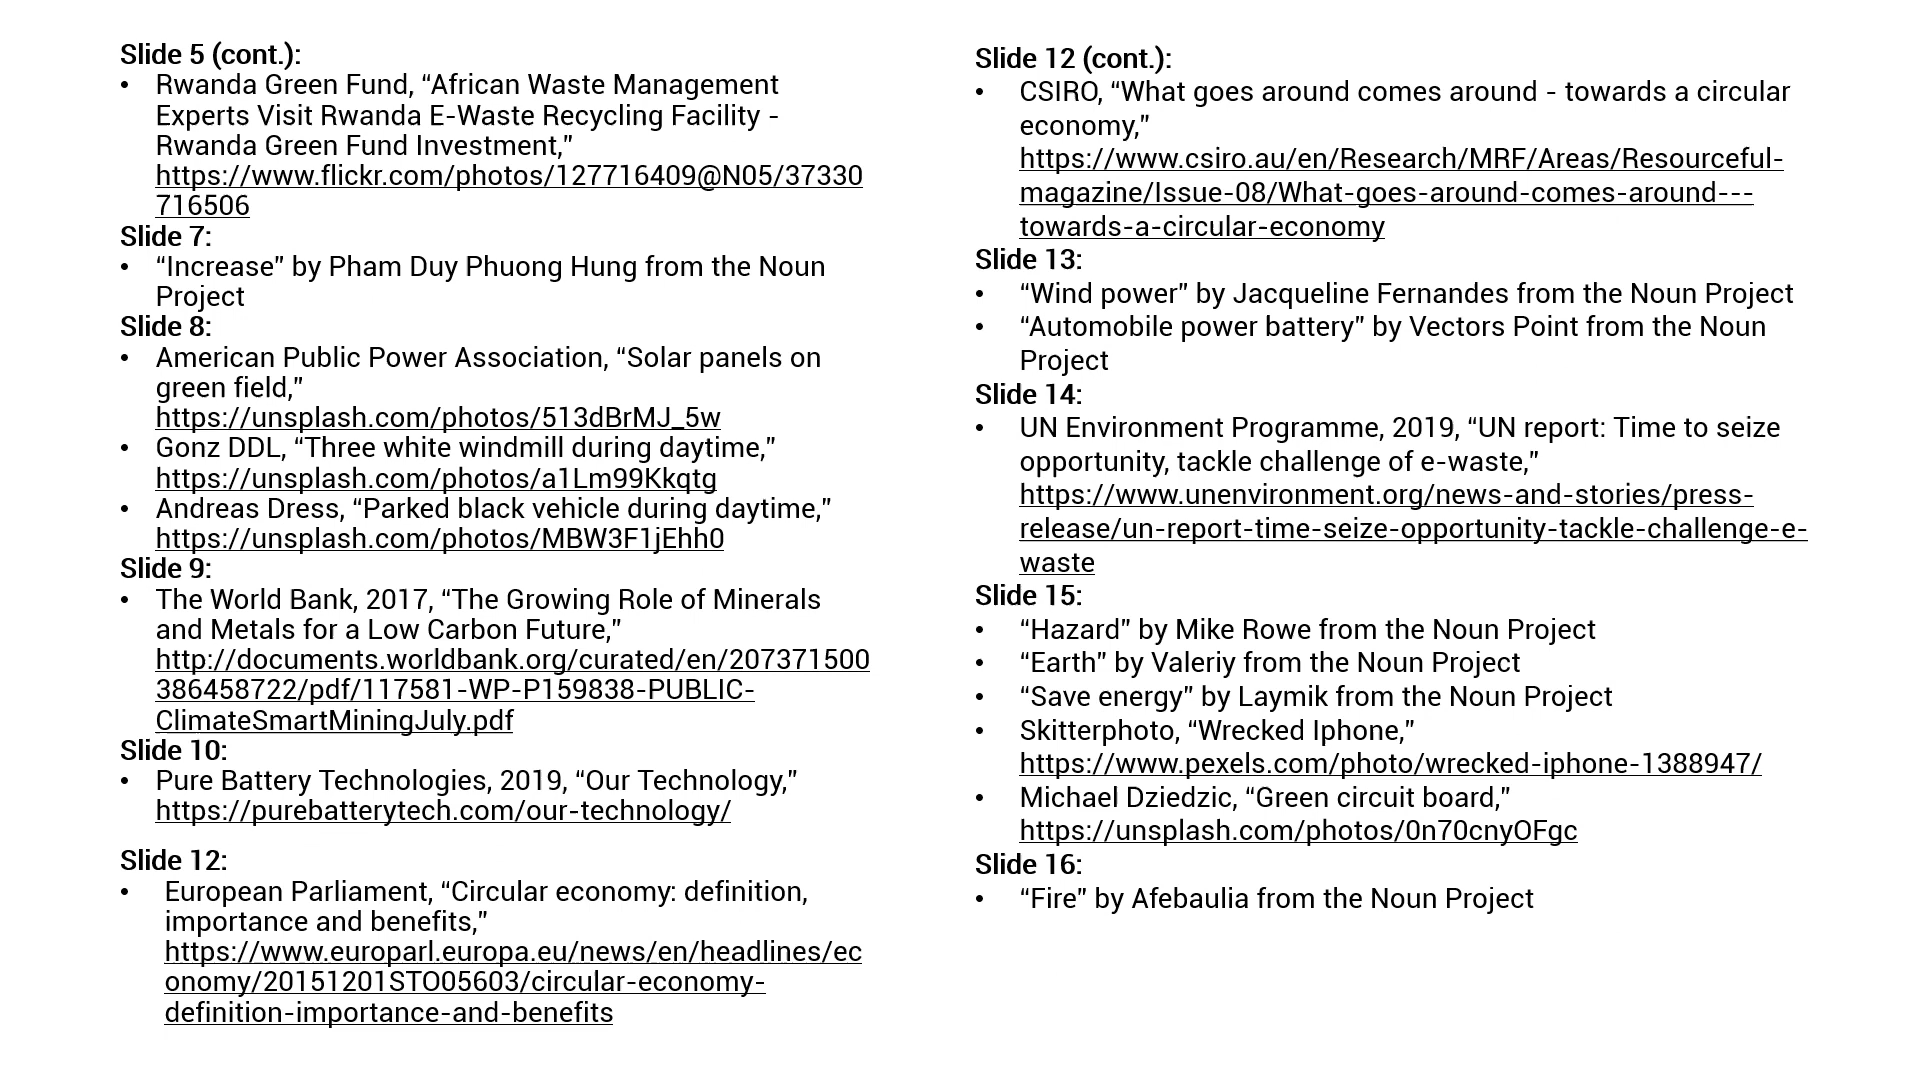 Slide 5 (cont.):
• Rwanda Green Fund, “African Waste Management
Experts Visit Rwanda E-Waste Recycling Facility -
Rwanda Green Fund Investment,”
https://www.flickr.com/photos/127716409@N05/37330
716506
Slide 7:
• “Increase” by Pham Duy Phuong Hung from the Noun
Project
Slide 8:
• American Public Power Association, “Solar panels on
green field,”
https://unsplash.com/photos/513dBrMJ_5w
• Gonz DDL, “Three white windmill during daytime,”
https://unsplash.com/photos/a1Lm99Kkqtg
• Andreas Dress, “Parked black vehicle during daytime,”
https://unsplash.com/photos/MBW3F1jEhh0
Slide 9:
• The World Bank, 2017, “The Growing Role of Minerals
and Metals for a Low Carbon Future,”
http://documents.worldbank.org/curated/en/207371500
386458722/pdf/117581-WP-P159838-PUBLIC-
ClimateSmartMiningJuly.pdf
Slide 10:
• Pure Battery Technologies, 2019, “Our Technology,”
https://purebatterytech.com/our-technology/
Slide 12:
• European Parliament, “Circular economy: definition,
importance and benefits,”
https://www.europarl.europa.eu/news/en/headlines/ec
onomy/20151201STO05603/circular-economy-
definition-importance-and-benefits
Slide 12 (cont.):
• CSIRO, “What goes around comes around - towards a circular
economy,”
https://www.csiro.au/en/Research/MRF/Areas/Resourceful-
magazine/Issue-08/What-goes-around-comes-around---
towards-a-circular-economy
Slide 13:
• “Wind power” by Jacqueline Fernandes from the Noun Project
• “Automobile power battery” by Vectors Point from the Noun
Project
Slide 14:
• UN Environment Programme, 2019, “UN report: Time to seize
opportunity, tackle challenge of e-waste,”
https://www.unenvironment.org/news-and-stories/press-
release/un-report-time-seize-opportunity-tackle-challenge-e-
waste
Slide 15:
• “Hazard” by Mike Rowe from the Noun Project
• “Earth” by Valeriy from the Noun Project
• “Save energy” by Laymik from the Noun Project
• Skitterphoto, “Wrecked Iphone,”
https://www.pexels.com/photo/wrecked-iphone-1388947/
• Michael Dziedzic, “Green circuit board,”
https://unsplash.com/photos/0n70cnyOFgc
Slide 16:
• “Fire” by Afebaulia from the Noun Project